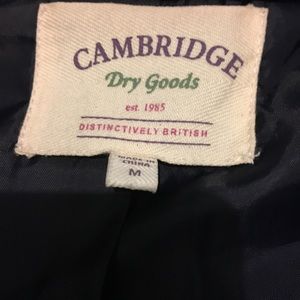 CAMBRIDGE
Dry Goods
est. 1985
DISTINCTIVELY BRITISH
MADE IN
CHINA
M